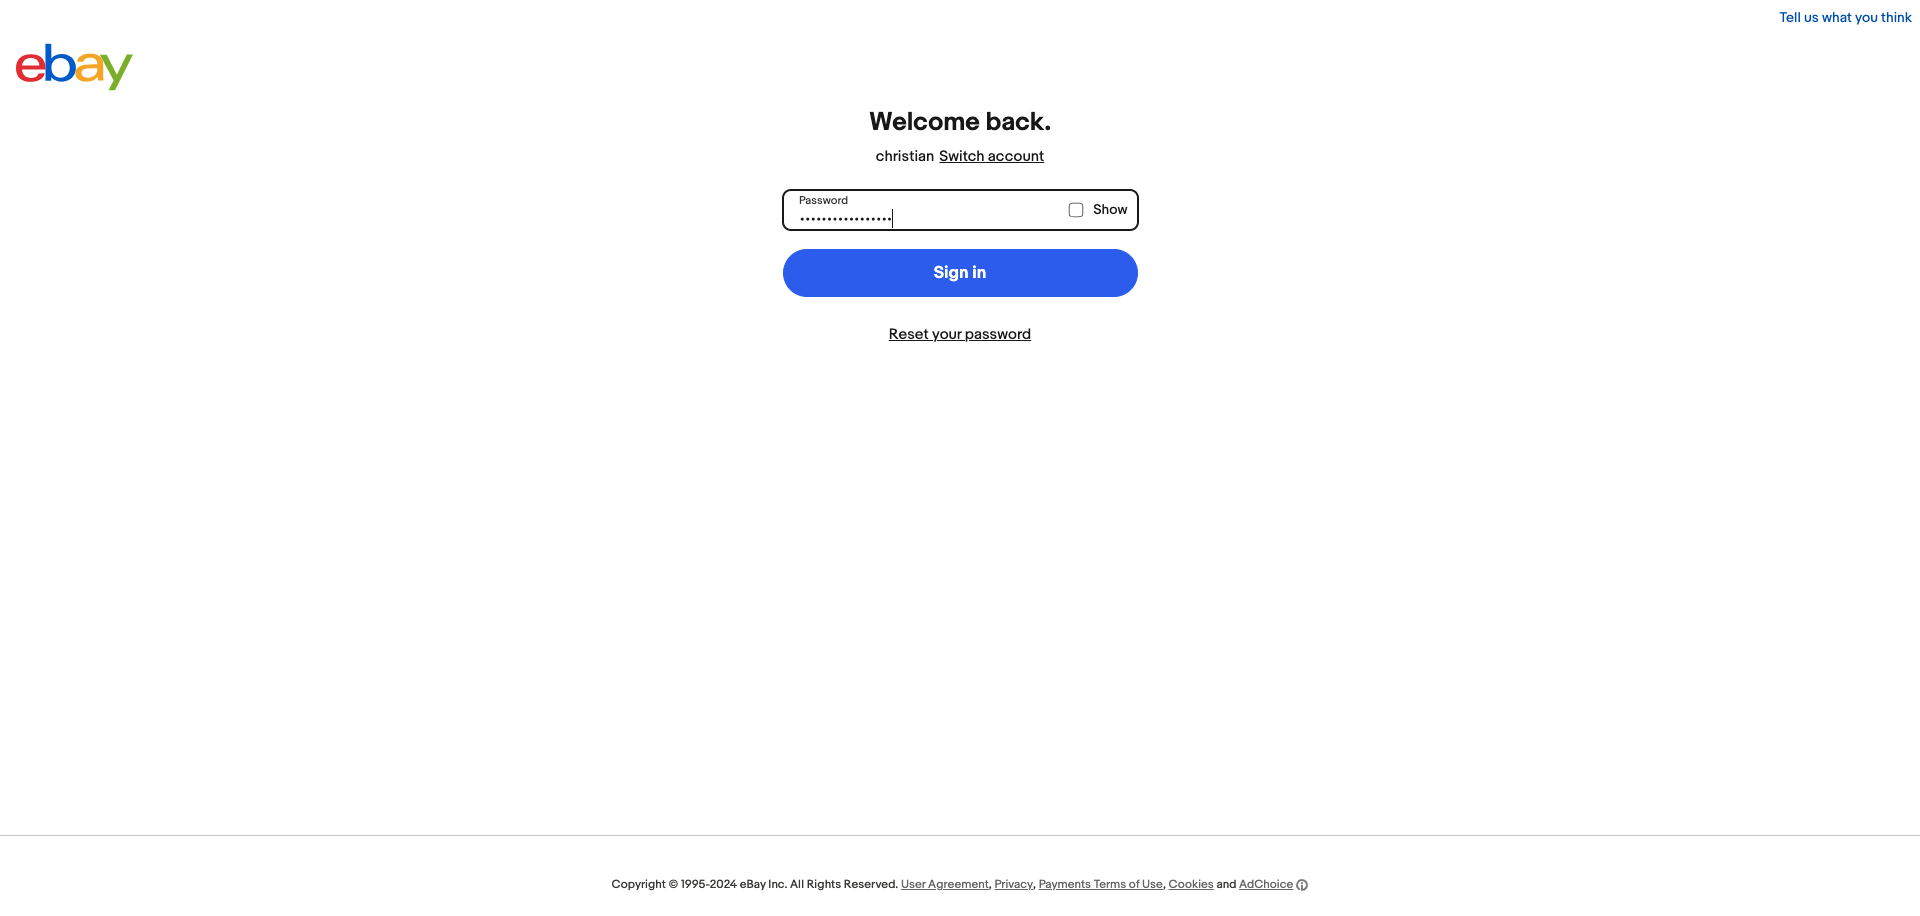 Tell us what you think
ebay
Welcome back.
christian Switch account
Password
•••••••••••••••••
Show
Sign in
Reset your password
Copyright © 1995-2024 eBay Inc. All Rights Reserved. User Agreement, Privacy, Payments Terms of Use, Cookies and AdChoice